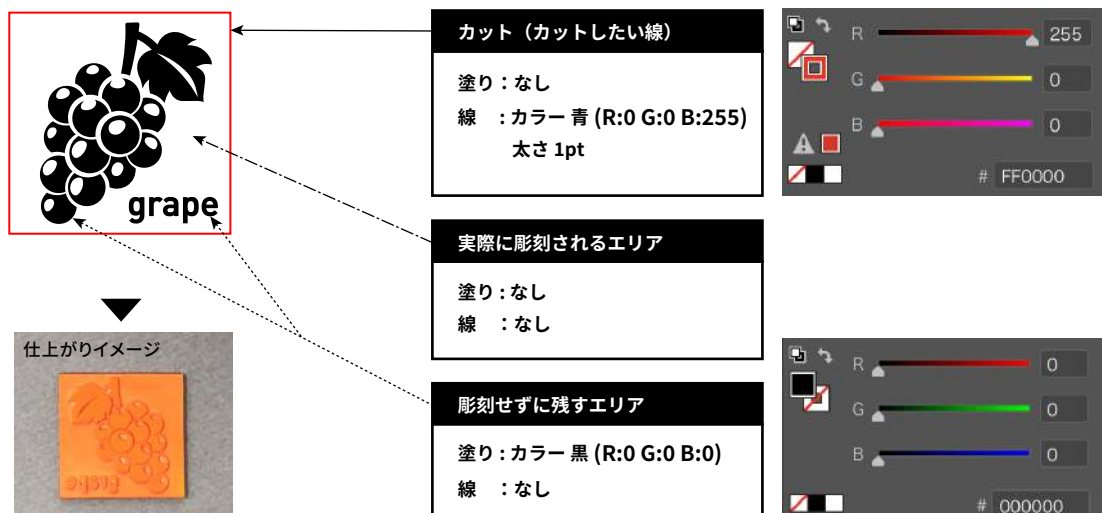 grape
カット（カットしたい線）
塗り：なし
線　：カラー 青 (R:0 G:0 B:255)
太さ 1pt
R 255
G 0
B 0
# FF0000
実際に彫刻されるエリア
塗り : なし
線　：なし
仕上がりイメージ
grape
彫刻せずに残すエリア
塗り : カラー 黒 (R:0 G:0 B:0)
線　：なし
R 0
G 0
B 0
# 000000